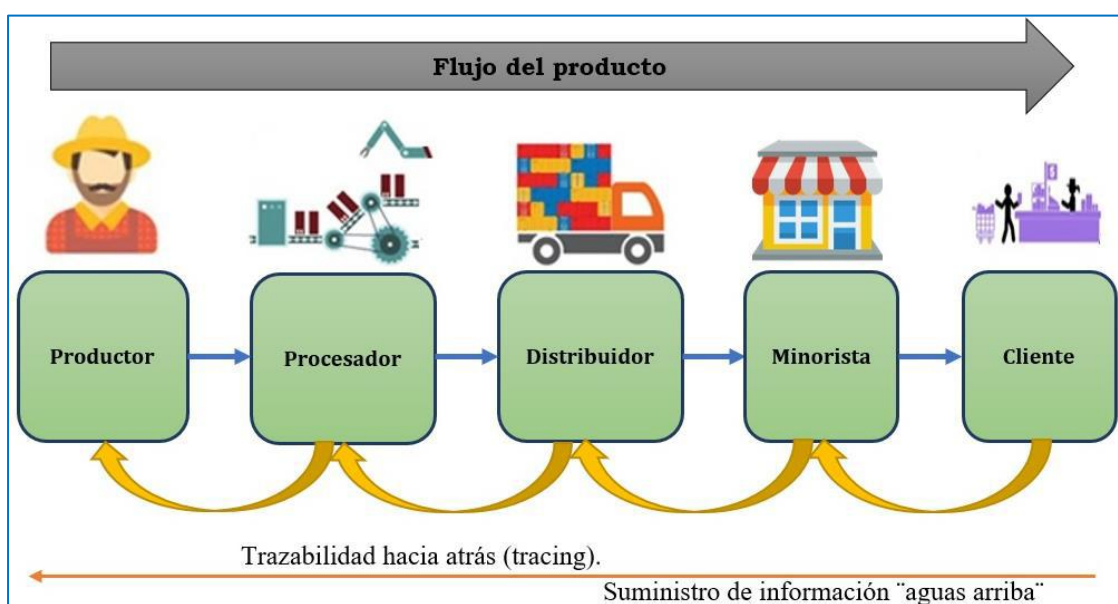 Flujo del producto
Productor
Procesador
Distribuidor
Minorista
Cliente
Trazabilidad hacia atrás (tracing).
Suministro de información ¨aguas arriba¨